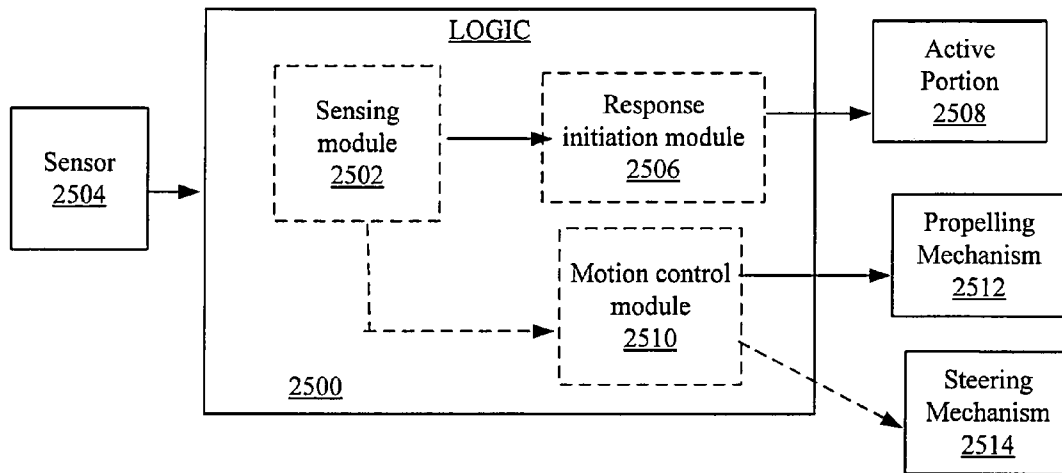 LOGIC
Sensor
2504
Sensing
module
2502
Response
initiation module
2506
Active
Portion
2508
Motion control
module
2510
Propelling
Mechanism
2512
2500
Steering
Mechanism
2514